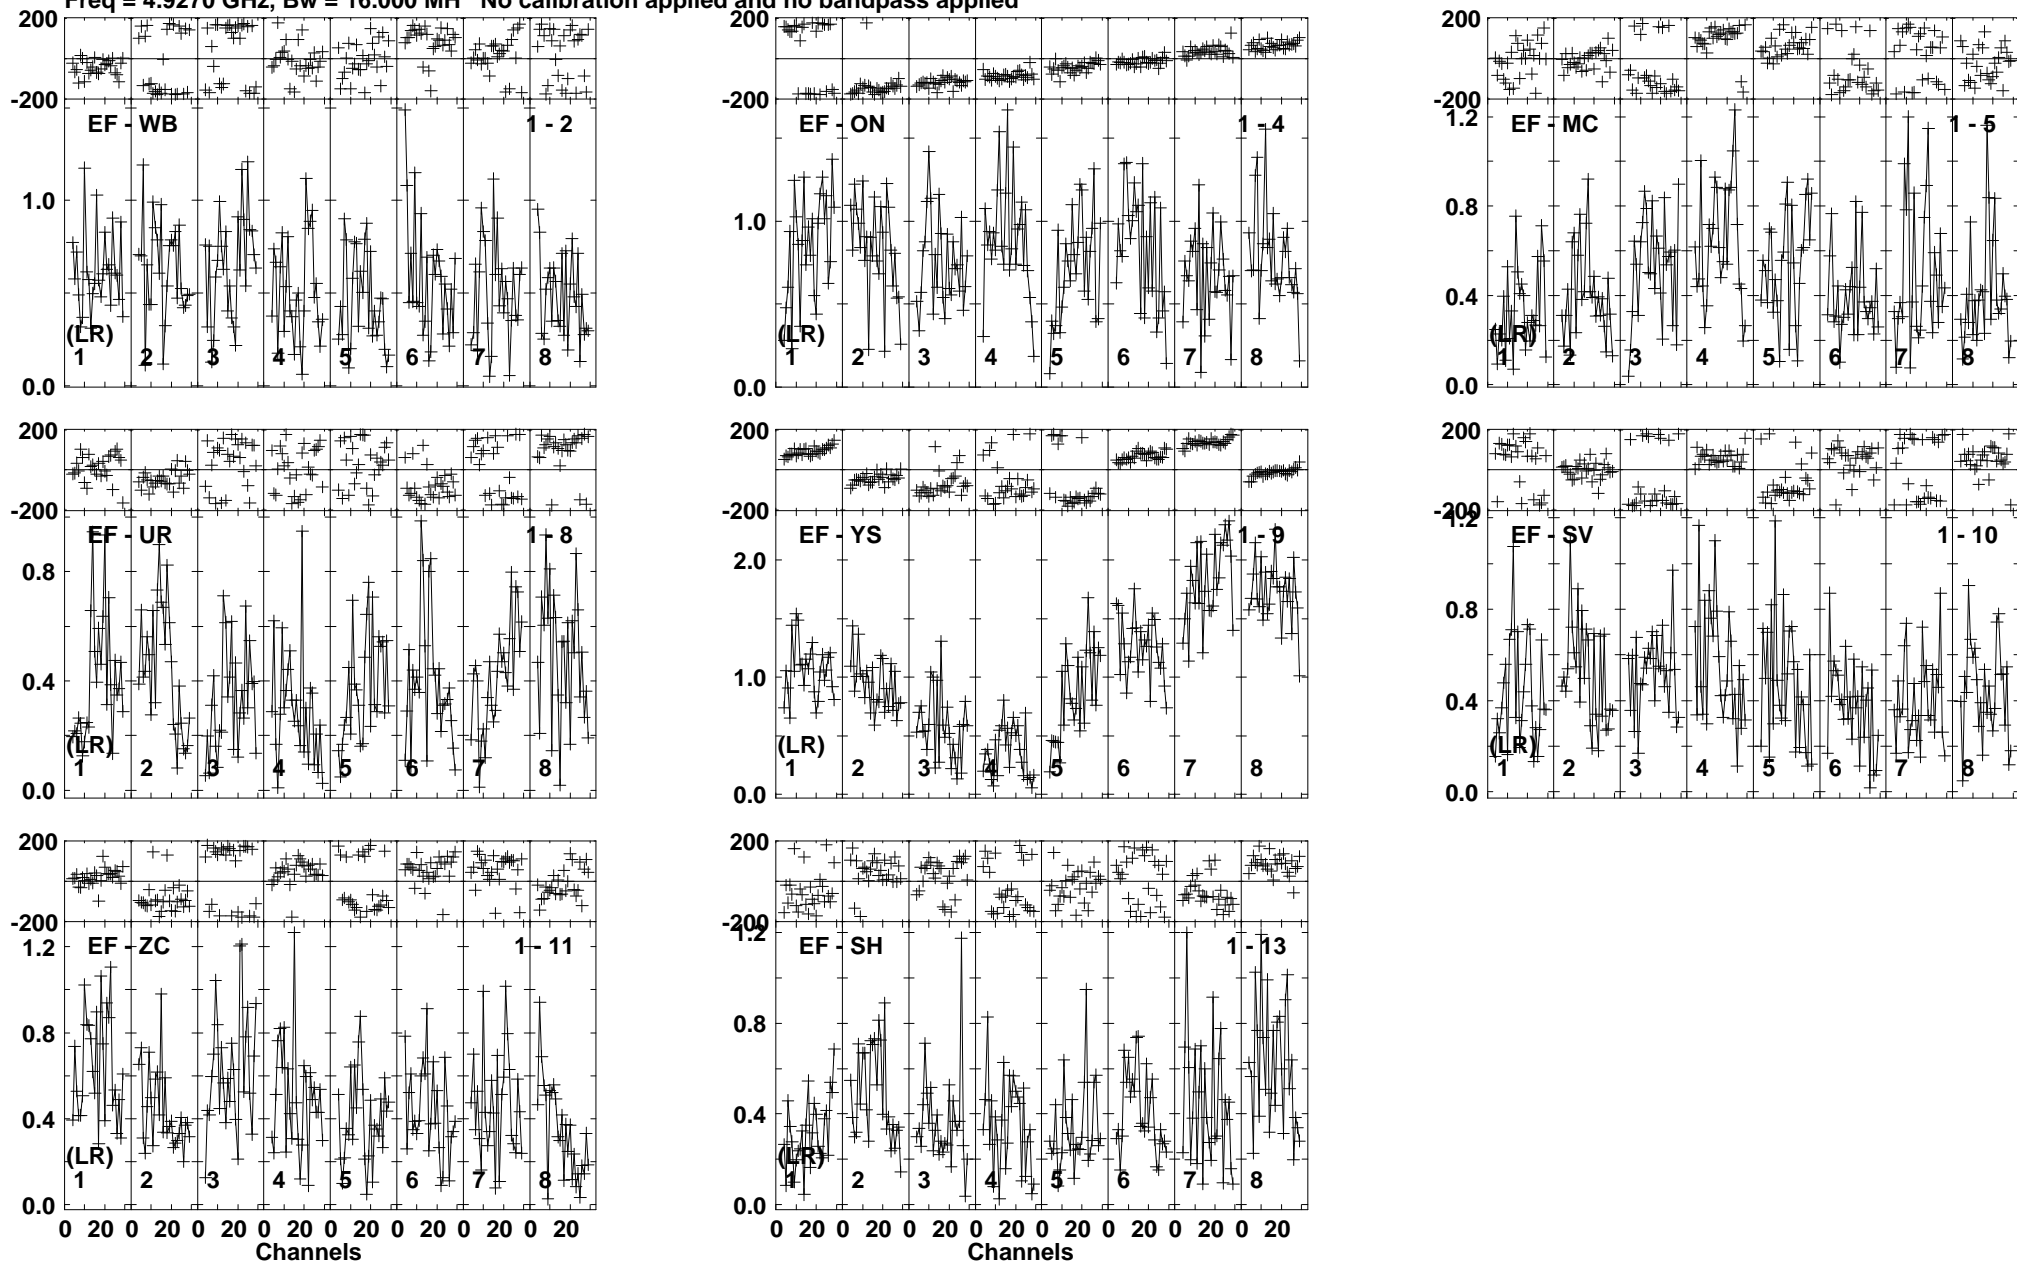 Freq = 4.9270 GHz, Bw = 16.000 MH No calibration applied and no bandpass applied
200 200 200
-200 -200 -200
EF - WB 1 - 2 EF - ON 1 - 4 EF - MC 1 - 5
1.2
1.0 1.0 0.8
0.4
(LR) (LR) (LR)
1 2 3 4 5 6 7 8 1 2 3 4 5 6 7 8 1 2 3 4 5 6 7 8
0.0 0.0 0.0
200 200 200
-200 -200 -200
EF - UR 1 - 8 EF - YS 1 - 9 EF - SV 1 - 10
1.2
0.8 2.0 0.8
0.4 1.0 0.4
(LR) (LR) (LR)
1 2 3 4 5 6 7 8 1 2 3 4 5 6 7 8 1 2 3 4 5 6 7 8
0.0 0.0 0.0
200 200
-200 -200
EF - ZC 1 - 11 EF - SH 1 - 13
1.2 1.2
0.8 0.8
0.4 0.4
(LR) (LR)
1 2 3 4 5 6 7 8 1 2 3 4 5 6 7 8
0.0 0.0
0 20 0 20 0 20 0 20 0 20 0 20 0 20 0 20 0 20 0 20 0 20 0 20 0 20 0 20 0 20 0 20
Channels Channels